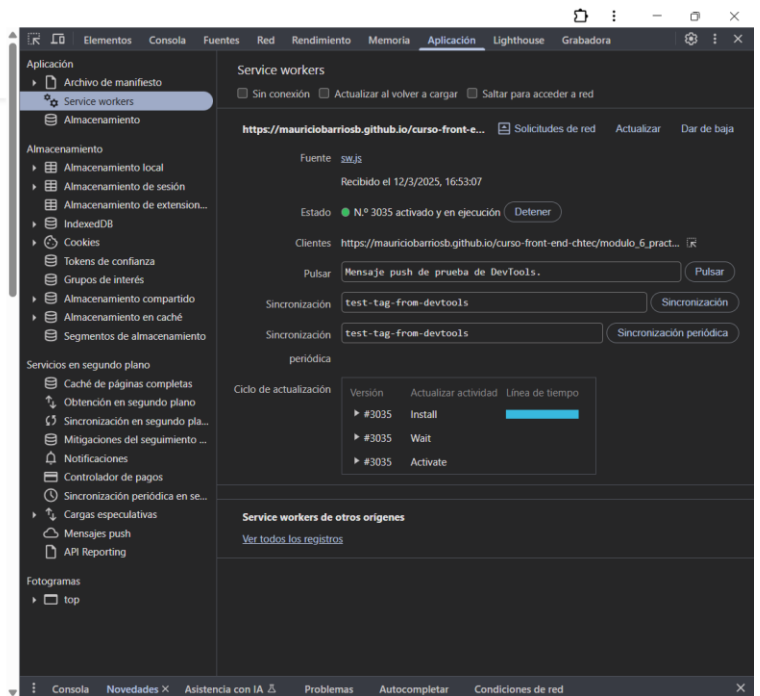 Elementos Consola Fuentes Red Rendimiento Memoria Aplicación Lighthouse Grabadora
Aplicación
Archivo de manifiesto
Service workers
Almacenamiento
Almacenamiento
Almacenamiento local
Almacenamiento de sesión
Almacenamiento de extension...
IndexedDB
Cookies
Tokens de confianza
Grupos de interés
Almacenamiento compartido
Almacenamiento en caché
Segmentos de almacenamiento
Servicios en segundo plano
Caché de páginas completas
Obtención en segundo plano
Sincronización en segundo pla...
Mitigaciones del seguimiento ...
Notificaciones
Controlador de pagos
Sincronización periódica en se...
Cargas especulativas
Mensajes push
API Reporting
Fotogramas
top
Service workers
Sin conexión Actualizar al volver a cargar Saltar para acceder a red
https://mauriciobarriosb.github.io/curso-front-e... Solicitudes de red Actualizar Dar de baja
Fuente sw.js
Recibido el 12/3/2025, 16:53:07
Estado N.º 3035 activado y en ejecución Detener
Clientes https://mauriciobarriosb.github.io/curso-front-end-chtec/modulo_6_pract...
Pulsar Mensaje push de prueba de DevTools. Pulsar
Sincronización test-tag-from-devtools Sincronización
Sincronización test-tag-from-devtools Sincronización periódica
periódica
Ciclo de actualización
Versión Actualizar actividad Línea de tiempo
#3035 Install
#3035 Wait
#3035 Activate
Service workers de otros orígenes
Ver todos los registros
Consola Novedades Asistencia con IA Problemas Autocompletar Condiciones de red